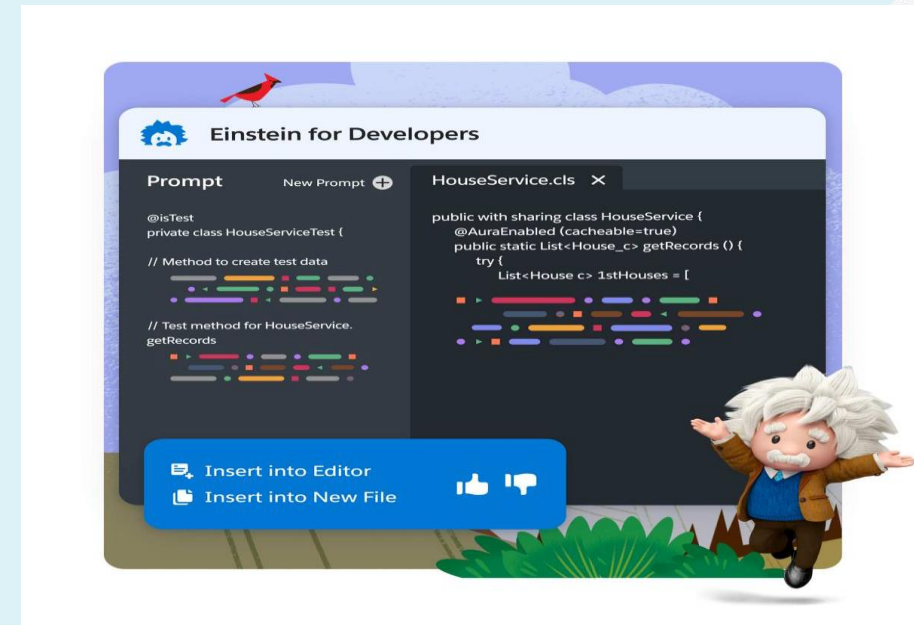 Einstein for Developers
Prompt
New Prompt
@isTest
private class HouseServiceTest {
// Method to create test data
// Test method for HouseService.
getRecords
HouseService.cls X
public with sharing class HouseService {
@AuraEnabled (cacheable=true)
public static List<House_c> getRecords () {
try {
List<House c> 1stHouses = [
Insert into Editor
Insert into New File